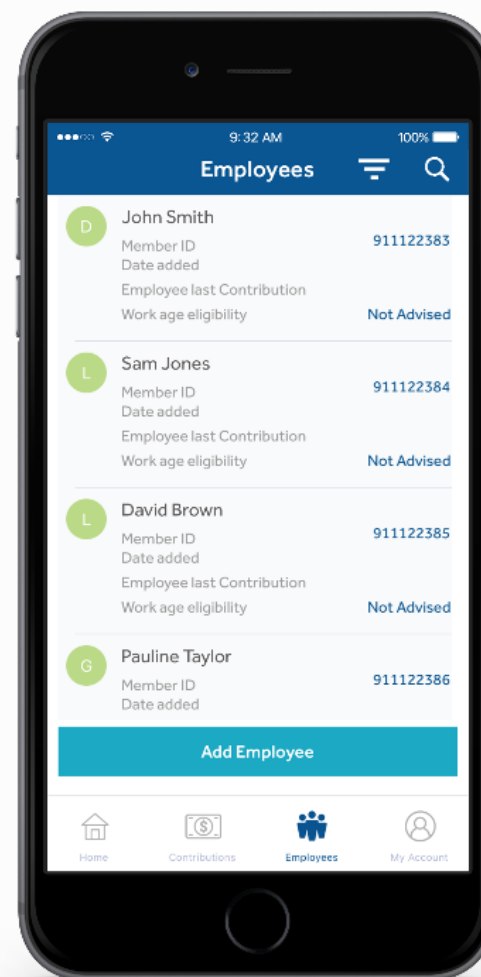 9:32 AM 100%
Employees
D John Smith
Member ID 911122383
Date added
Employee last Contribution
Work age eligibility Not Advised
L Sam Jones
Member ID 911122384
Date added
Employee last Contribution
Work age eligibility Not Advised
L David Brown
Member ID 911122385
Date added
Employee last Contribution
Work age eligibility Not Advised
G Pauline Taylor
Member ID 911122386
Date added
Add Employee
Home Contributions Employees My Account